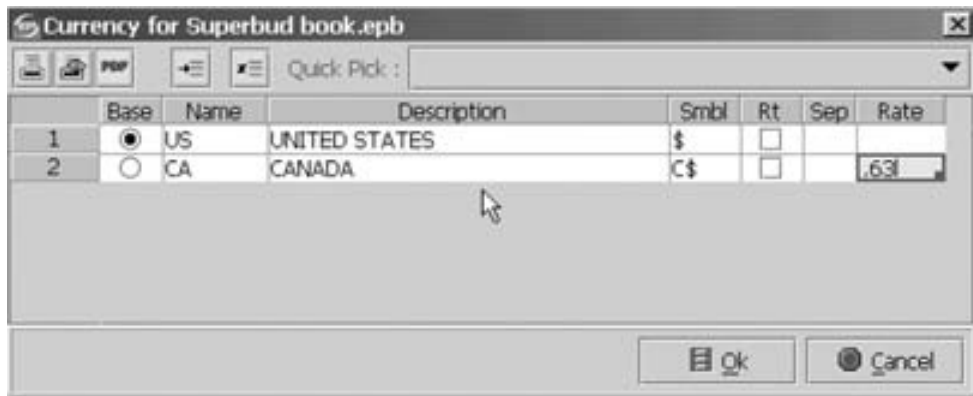 Currency for Superbud book.epb
PDF Quick Pick :
Base Name Description Smbl Rt Sep Rate
1 US UNITED STATES $
2 CA CANADA C$ .63
Ok Cancel